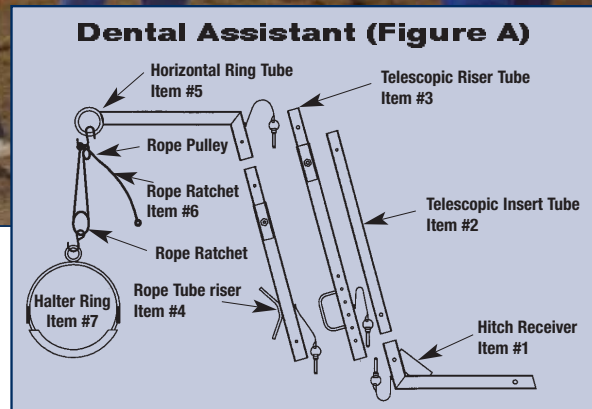 Dental Assistant (Figure A)
Horizontal Ring Tube
Item #5
Telescopic Riser Tube
Item #3
Rope Pulley
Rope Ratchet
Item #6
Telescopic Insert Tube
Item #2
Rope Ratchet
Halter Ring
Item #7
Rope Tube riser
Item #4
Hitch Receiver
Item #1